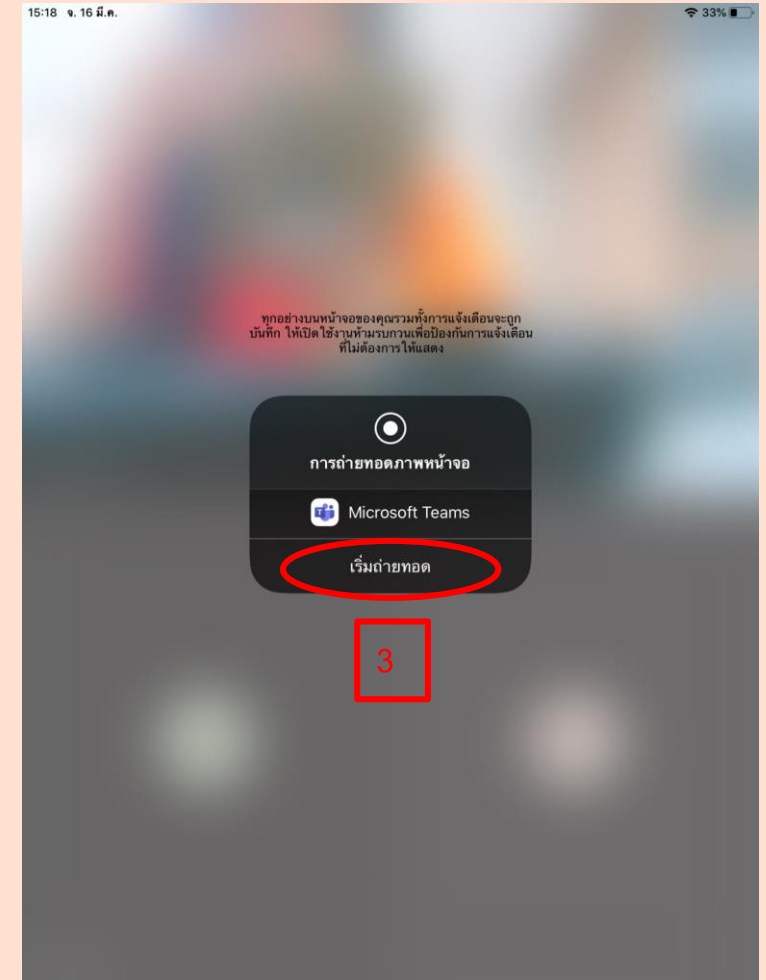 15:18 จ. 16 มี.ค.
33%
ทุกอย่างบนหน้าจอของคุณรวมทั้งการแจ้งเตือนจะถูก
บันทึก ให้เปิดใช้งานห้ามรบกวนเพื่อป้องกันการแจ้งเตือน
ที่ไม่ต้องการให้แสดง
การถ่ายทอดภาพหน้าจอ
Microsoft Teams
เริ่มถ่ายทอด
3